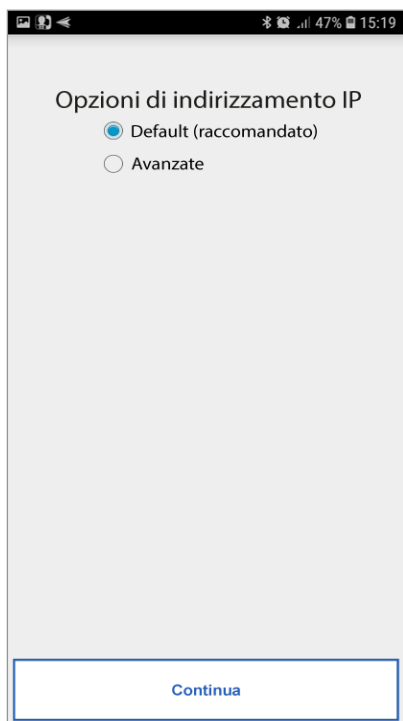 47% 15:19
Opzioni di indirizzamento IP
Default (raccomandato)
Avanzate
Continua